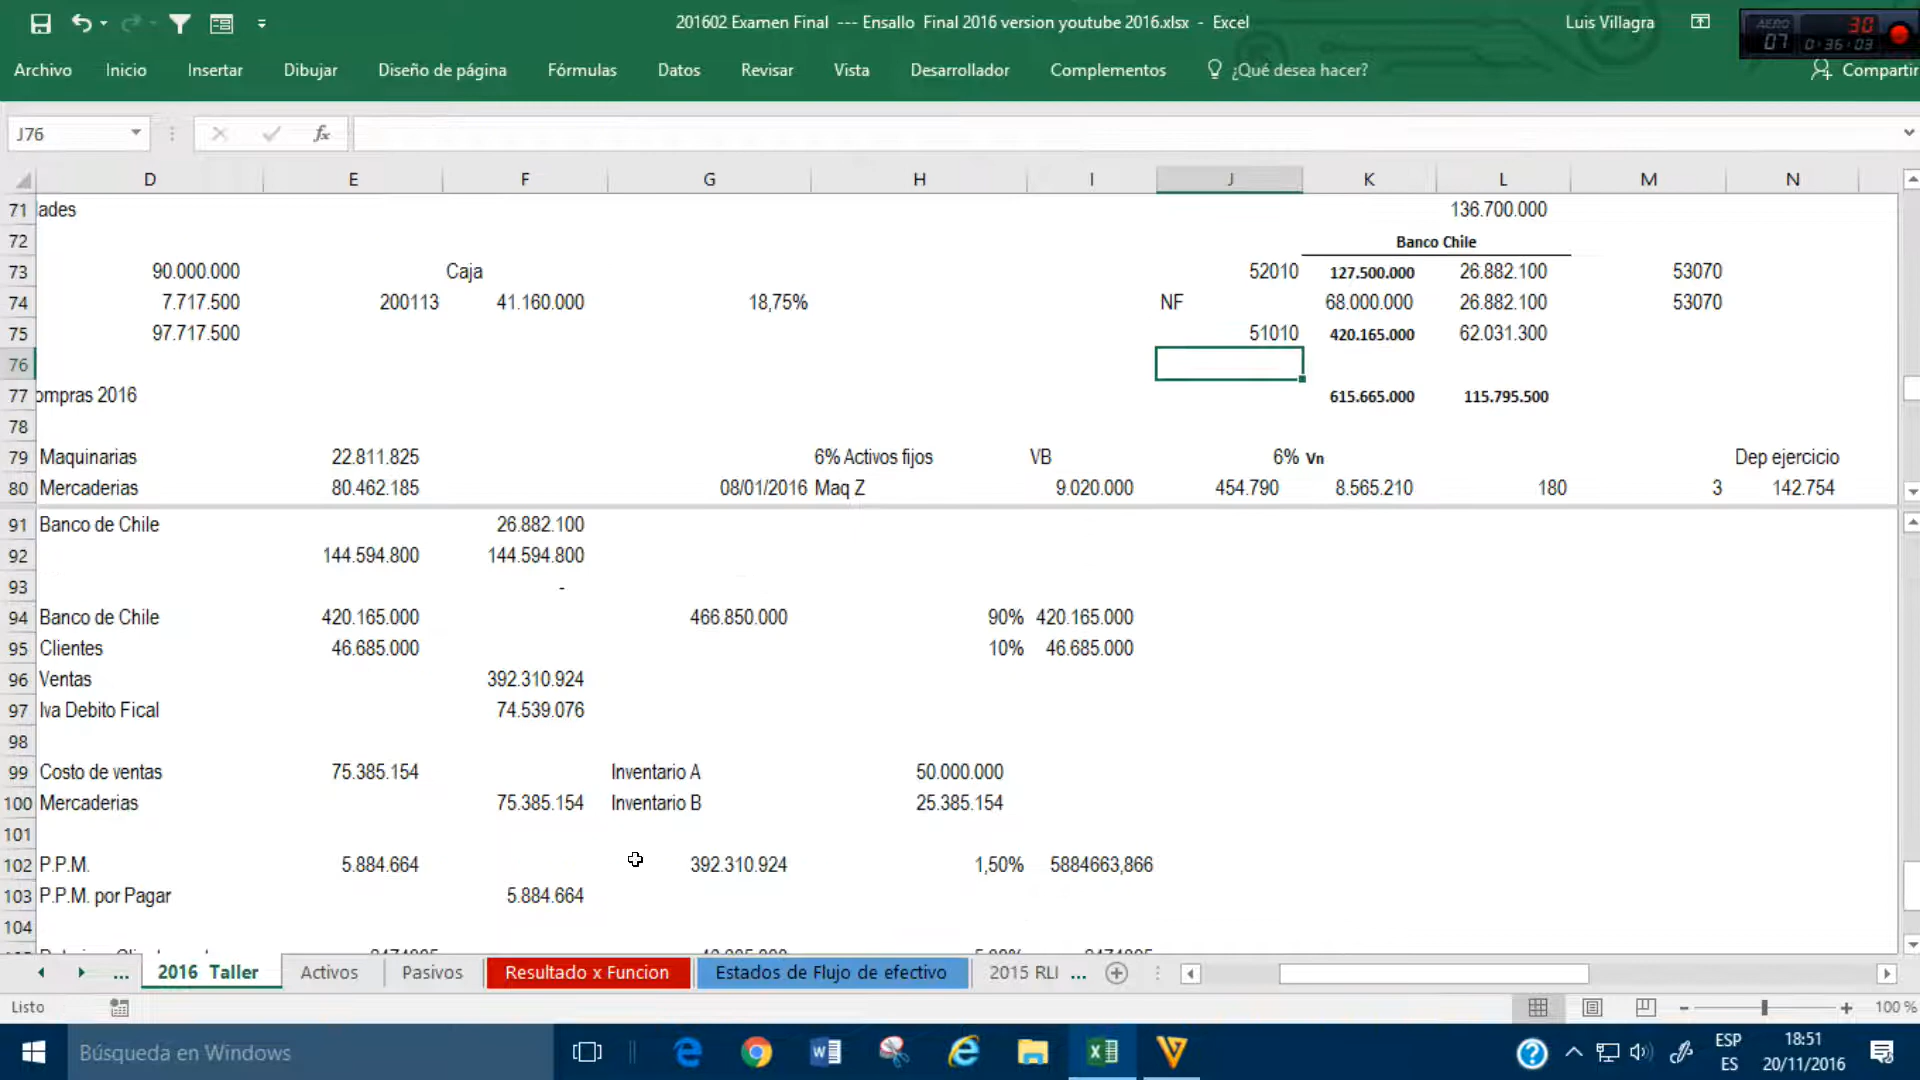 201602 Examen Final --- Ensallo Final 2016 version youtube 2016.xlsx - Excel
Luis Villagra
AERO 07 30 0:36:03
Archivo Inicio Insertar Dibujar Diseño de página Fórmulas Datos Revisar Vista Desarrollador Complementos ¿Qué desea hacer? Compartir
J76 fx
D E F G H I J K L M N
71 lades 136.700.000
72 Banco Chile
73 90.000.000 Caja 52010 127.500.000 26.882.100 53070
74 7.717.500 200113 41.160.000 18,75% NF 68.000.000 26.882.100 53070
75 97.717.500 51010 420.165.000 62.031.300
76
77 ompras 2016 615.665.000 115.795.500
78
79 Maquinarias 22.811.825 6% Activos fijos VB 6% Vn Dep ejercicio
80 Mercaderias 80.462.185 08/01/2016 Maq Z 9.020.000 454.790 8.565.210 180 3 142.754
91 Banco de Chile 26.882.100
92 144.594.800 144.594.800
93 -
94 Banco de Chile 420.165.000 466.850.000 90% 420.165.000
95 Clientes 46.685.000 10% 46.685.000
96 Ventas 392.310.924
97 Iva Debito Fical 74.539.076
98
99 Costo de ventas 75.385.154 Inventario A 50.000.000
100 Mercaderias 75.385.154 Inventario B 25.385.154
101
102 P.P.M. 5.884.664 392.310.924 1,50% 5884663,866
103 P.P.M. por Pagar 5.884.664
104
... 2016 Taller Activos Pasivos Resultado x Funcion Estados de Flujo de efectivo 2015 RLI ...
Listo 100 %
Búsqueda en Windows
ESP 18:51
ES 20/11/2016